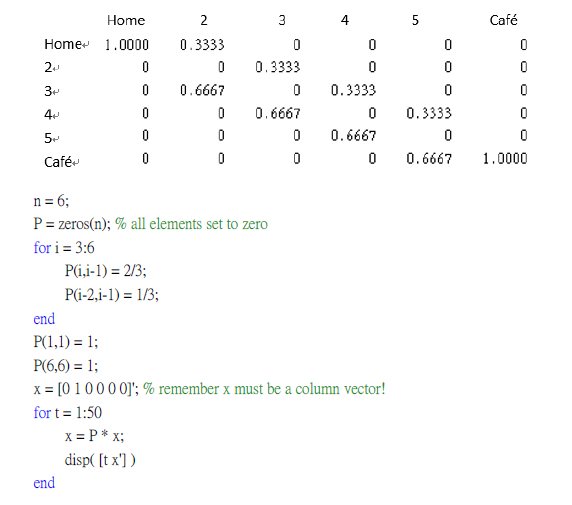 Home 2 3 4 5 Café
Home↵ 1.0000 0.3333 0 0 0 0
2↵ 0 0 0.3333 0 0 0
3↵ 0 0.6667 0 0.3333 0 0
4↵ 0 0 0.6667 0 0.3333 0
5↵ 0 0 0 0.6667 0 0
Café↵ 0 0 0 0 0.6667 1.0000
n = 6;
P = zeros(n); % all elements set to zero
for i = 3:6
P(i,i-1) = 2/3;
P(i-2,i-1) = 1/3;
end
P(1,1) = 1;
P(6,6) = 1;
x = [0 1 0 0 0 0]'; % remember x must be a column vector!
for t = 1:50
x = P * x;
disp( [t x'] )
end